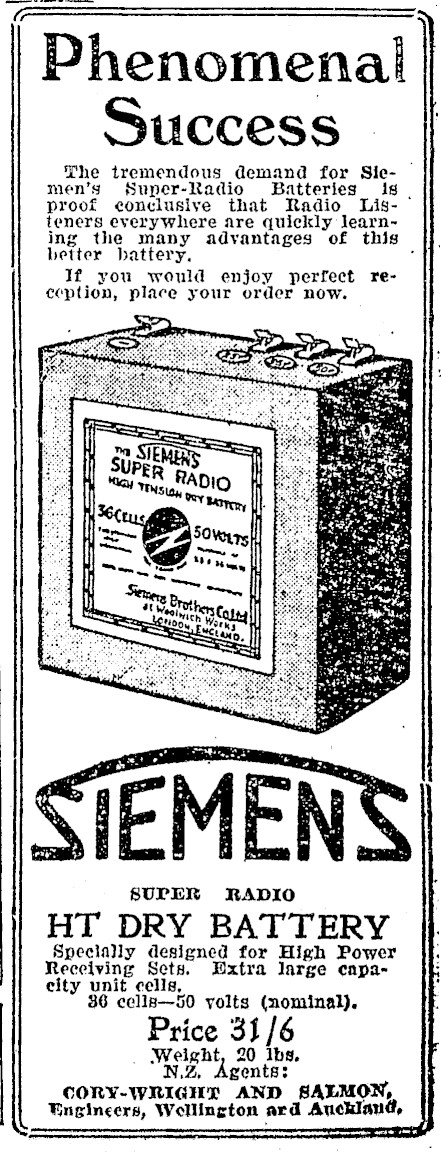 Phenomenal
Success
The tremendous demand for Sie-
men's Super-Radio Batteries is
proof conclusive that Radio Lis-
teners everywhere are quickly learn-
ing the many advantages of this
better battery.
If you would enjoy perfect re-
ception, place your order now.
THE SIEMENS
SUPER RADIO
HIGH TENSION DRY BATTERY
36 CELLS 50 VOLTS
Siemens Brothers Co Ltd
at Woolwich Works
LONDON, ENGLAND.
SIEMENS
SUPER RADIO
HT DRY BATTERY
Specially designed for High Power
Receiving Sets. Extra large capa-
city unit cells.
36 cells—50 volts (nominal).
Price 31/6
Weight, 20 lbs.
N.Z. Agents:
CORY-WRIGHT AND SALMON,
Engineers, Wellington and Auckland.